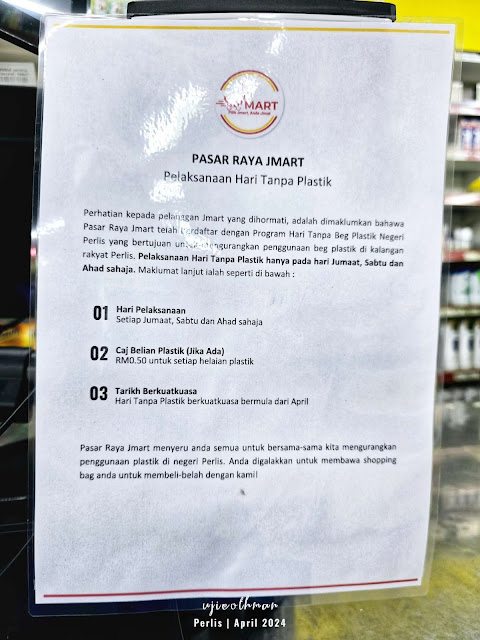 JMART
Pilih Jmart, Anda Jimat
PASAR RAYA JMART
Pelaksanaan Hari Tanpa Plastik
Perhatian kepada pelanggan Jmart yang dihormati, adalah dimaklumkan bahawa
Pasar Raya Jmart telah berdaftar dengan Program Hari Tanpa Beg Plastik Negeri
Perlis yang bertujuan untuk mengurangkan penggunaan beg plastik di kalangan
rakyat Perlis. Pelaksanaan Hari Tanpa Plastik hanya pada hari Jumaat, Sabtu dan
Ahad sahaja. Maklumat lanjut ialah seperti di bawah :
01 Hari Pelaksanaan
Setiap Jumaat, Sabtu dan Ahad sahaja
02 Caj Belian Plastik (Jika Ada)
RM0.50 untuk setiap helaian plastik
03 Tarikh Berkuatkuasa
Hari Tanpa Plastik berkuatkuasa bermula dari April
Pasar Raya Jmart menyeru anda semua untuk bersama-sama kita mengurangkan
penggunaan plastik di negeri Perlis. Anda digalakkan untuk membawa shopping
bag anda untuk membeli-belah dengan kami!
ujieothman
Perlis | April 2024